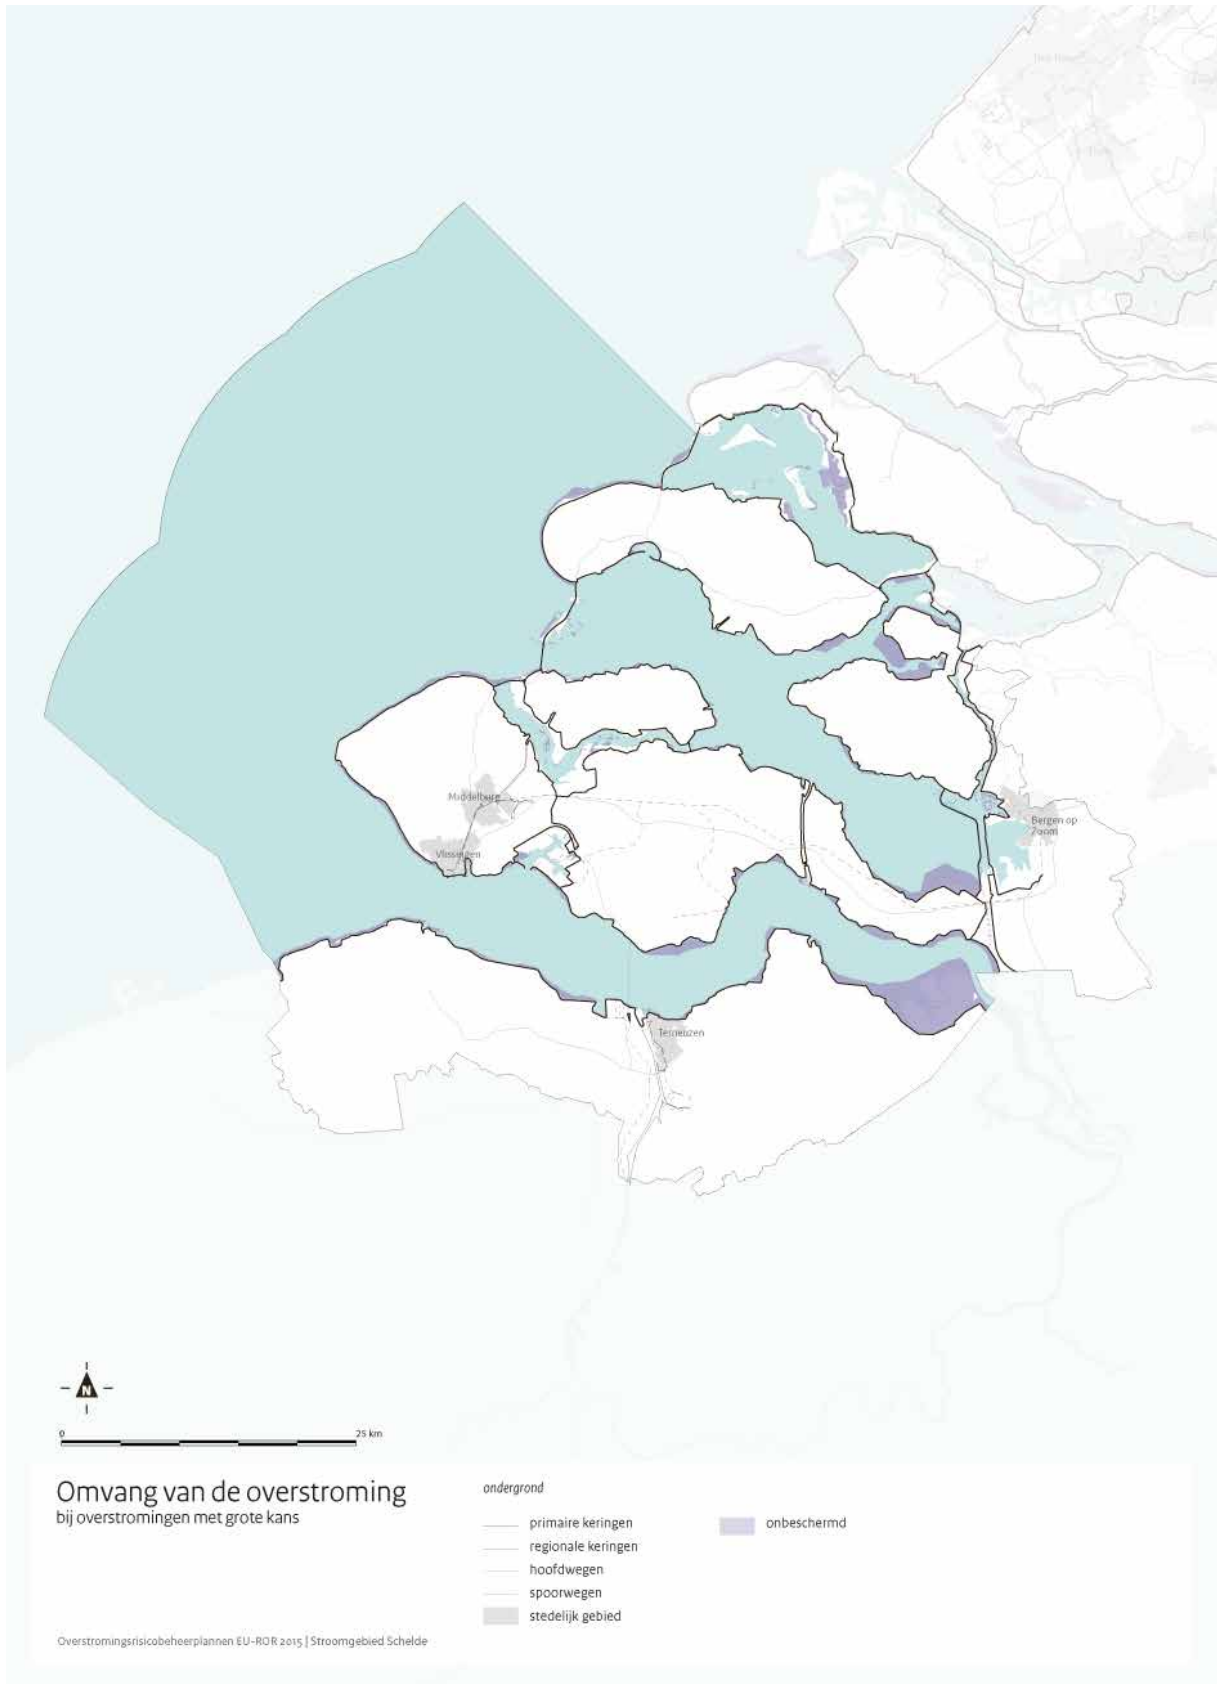 Middelburg
Vlissingen
Bergen op
Zoom
Terneuzen
N
0 25 km
Omvang van de overstroming
bij overstromingen met grote kans
ondergrond
primaire keringen
regionale keringen
hoofdwegen
spoorwegen
stedelijk gebied
onbeschermd
Overstromingsrisicobeheerplannen EU-ROR 2015 | Stroomgebied Schelde